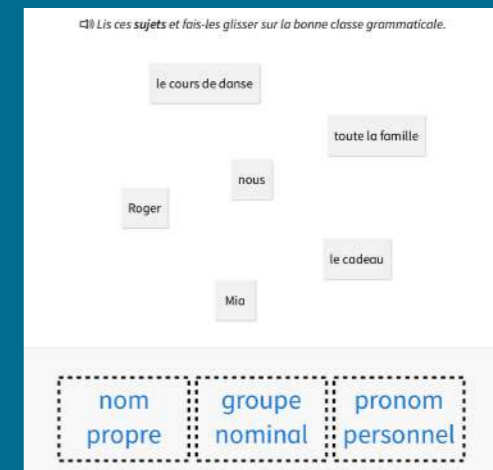 Lis ces sujets et fais-les glisser sur la bonne classe grammaticale.
le cours de danse
toute la famille
nous
Roger
le cadeau
Mia
nom propre
groupe nominal
pronom personnel